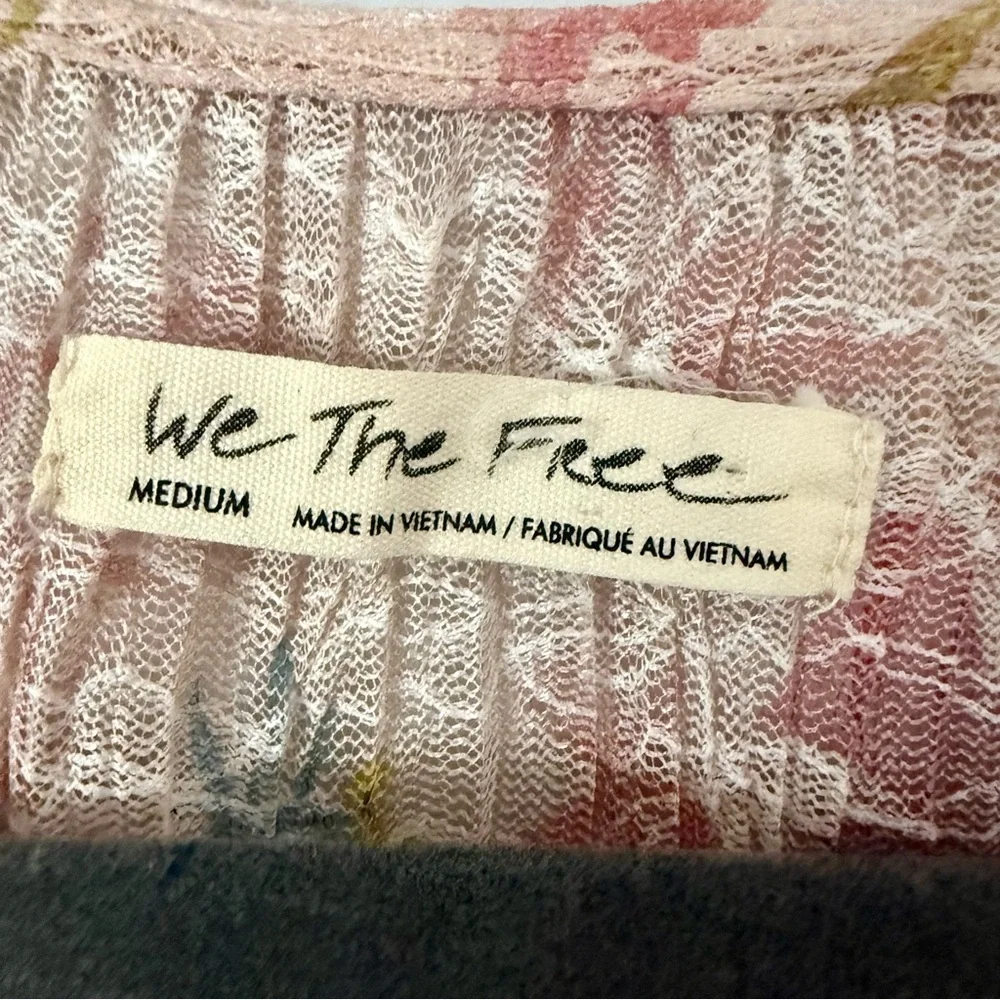 We The Free
MEDIUM MADE IN VIETNAM / FABRIQUÉ AU VIETNAM